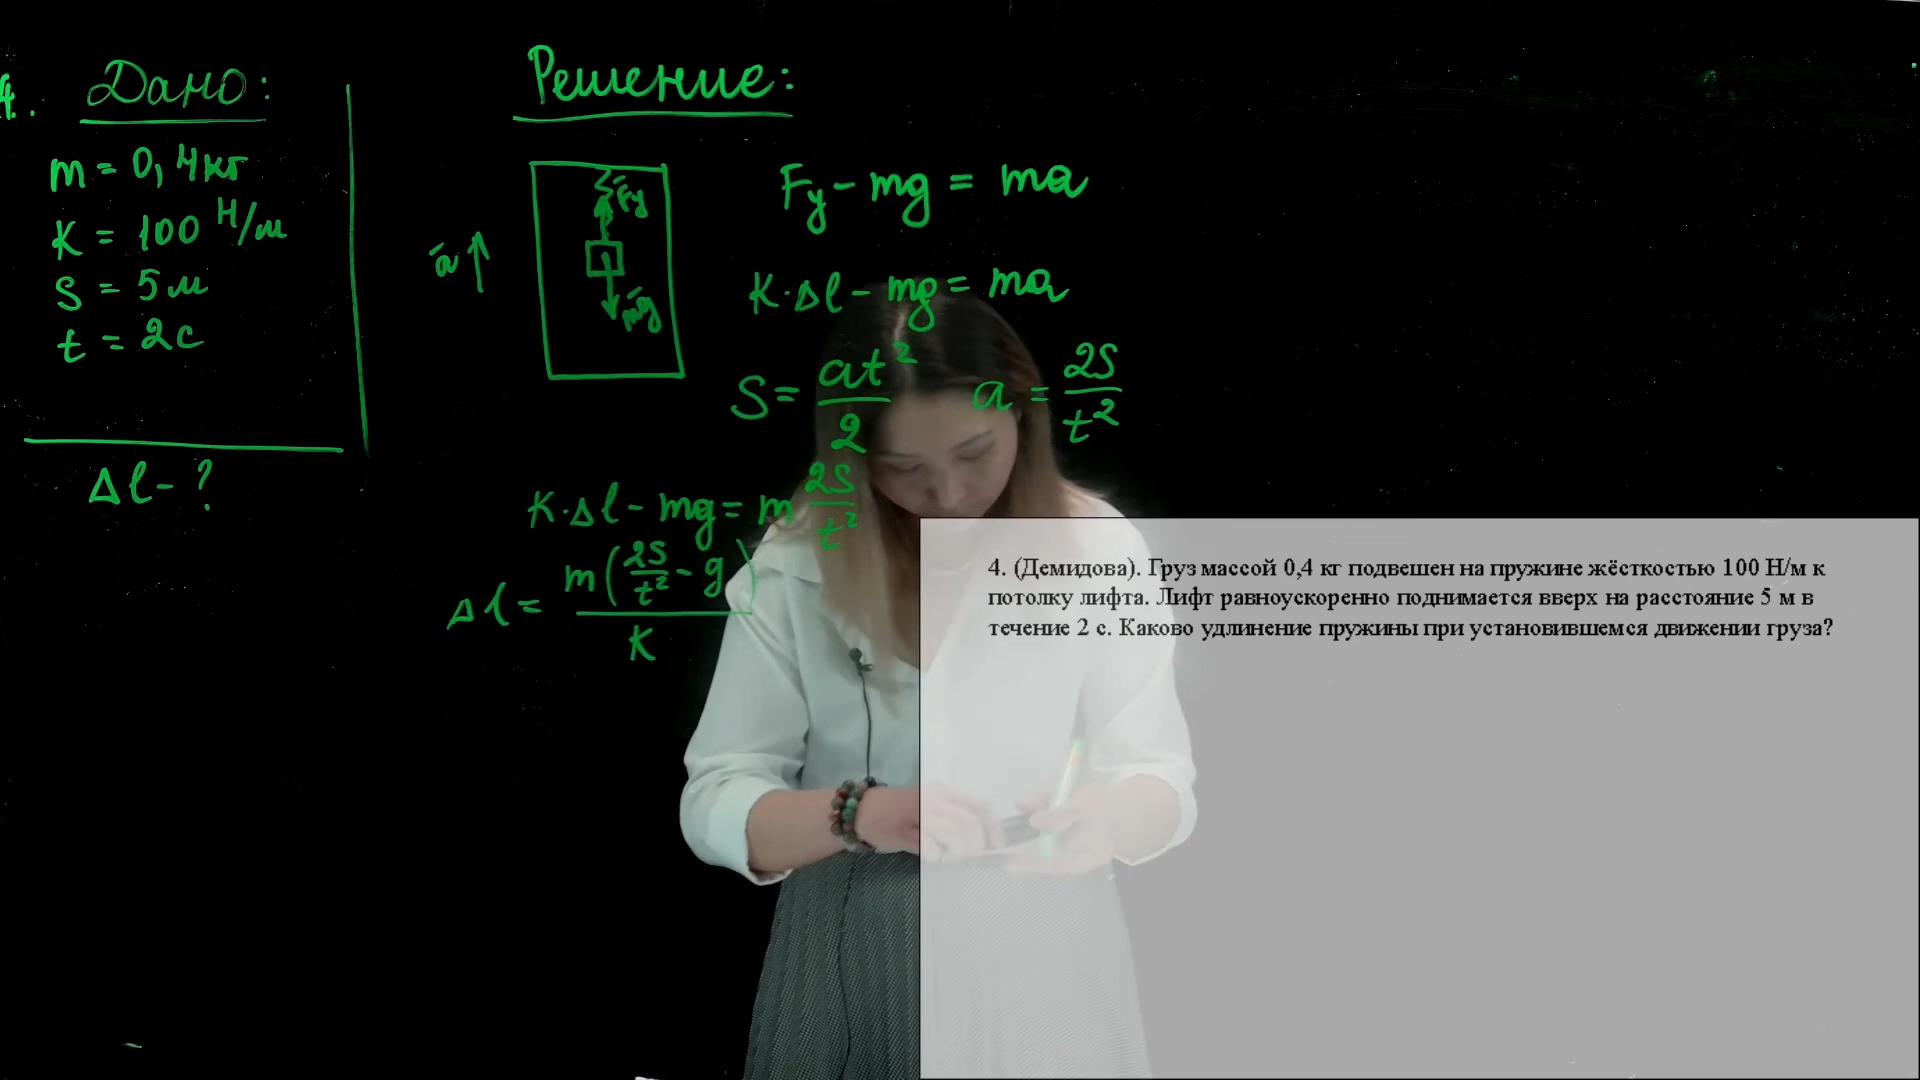 4. Дано:
m = 0,4кг
K = 100 Н/м
S = 5м
t = 2с
Δl - ?
Решение:
a↑
Fу
mg
Fу - mg = ma
K·Δl - mg = ma
S = at²/2 a = 2S/t²
K·Δl - mg = m 2S/t²
Δl = m(2S/t² - g)/K
4. (Демидова). Груз массой 0,4 кг подвешен на пружине жёсткостью 100 Н/м к
потолку лифта. Лифт равноускоренно поднимается вверх на расстояние 5 м в
течение 2 с. Каково удлинение пружины при установившемся движении груза?